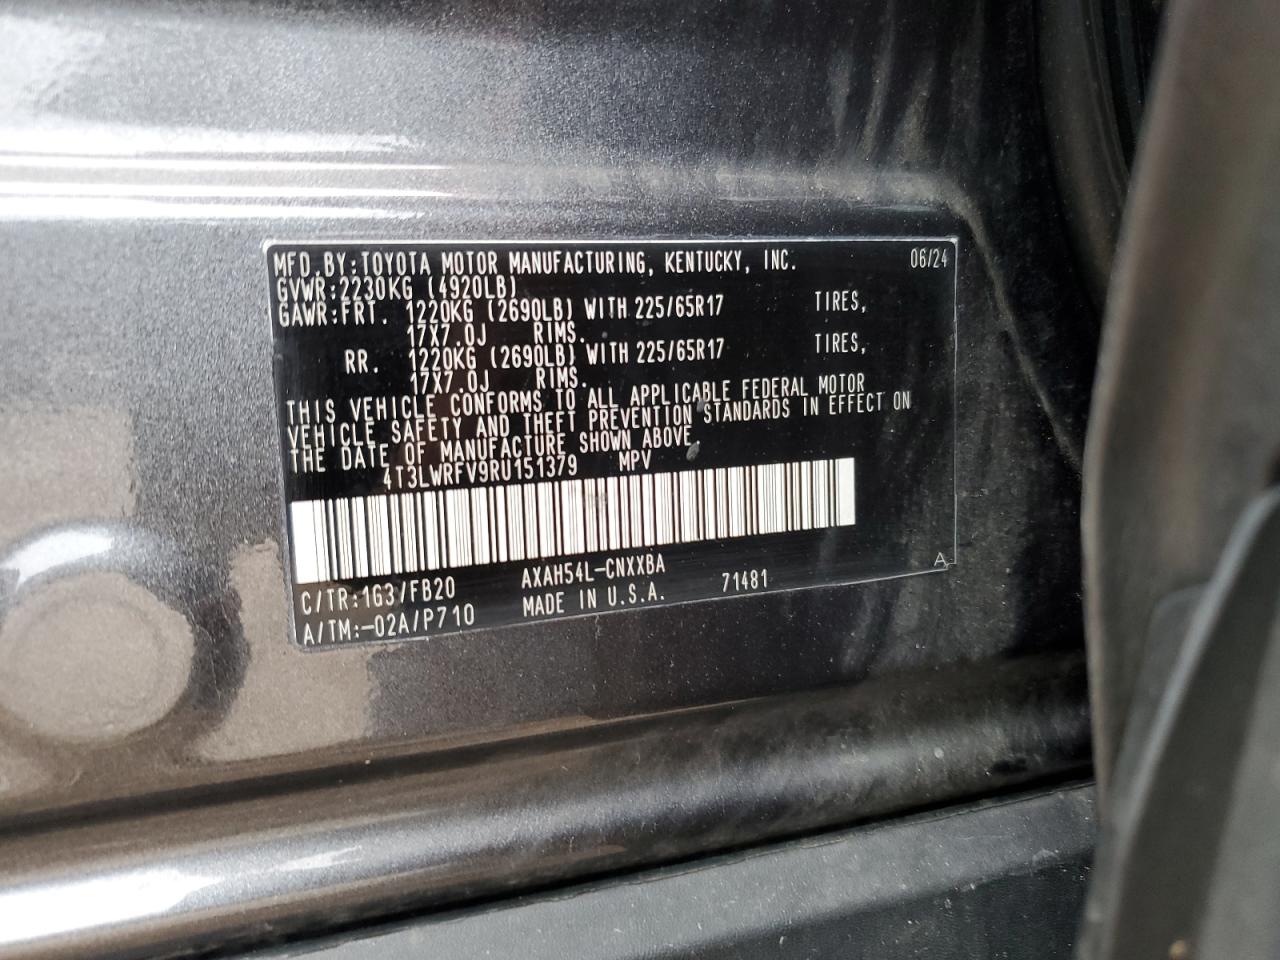 MFD.BY:TOYOTA MOTOR MANUFACTURING, KENTUCKY, INC. 06/24
GVWR:2230KG (4920LB)
GAWR:FRT. 1220KG (2690LB) WITH 225/65R17 TIRES,
17X7.0J RIMS.
RR. 1220KG (2690LB) WITH 225/65R17 TIRES,
17X7.0J RIMS.
THIS VEHICLE CONFORMS TO ALL APPLICABLE FEDERAL MOTOR
VEHICLE SAFETY AND THEFT PREVENTION STANDARDS IN EFFECT ON
THE DATE OF MANUFACTURE SHOWN ABOVE.
4T3LWRFV9RU151379 MPV
C/TR:1G3/FB20 AXAH54L-CNXXBA A
A/TM:-02A/P710 MADE IN U.S.A. 71481